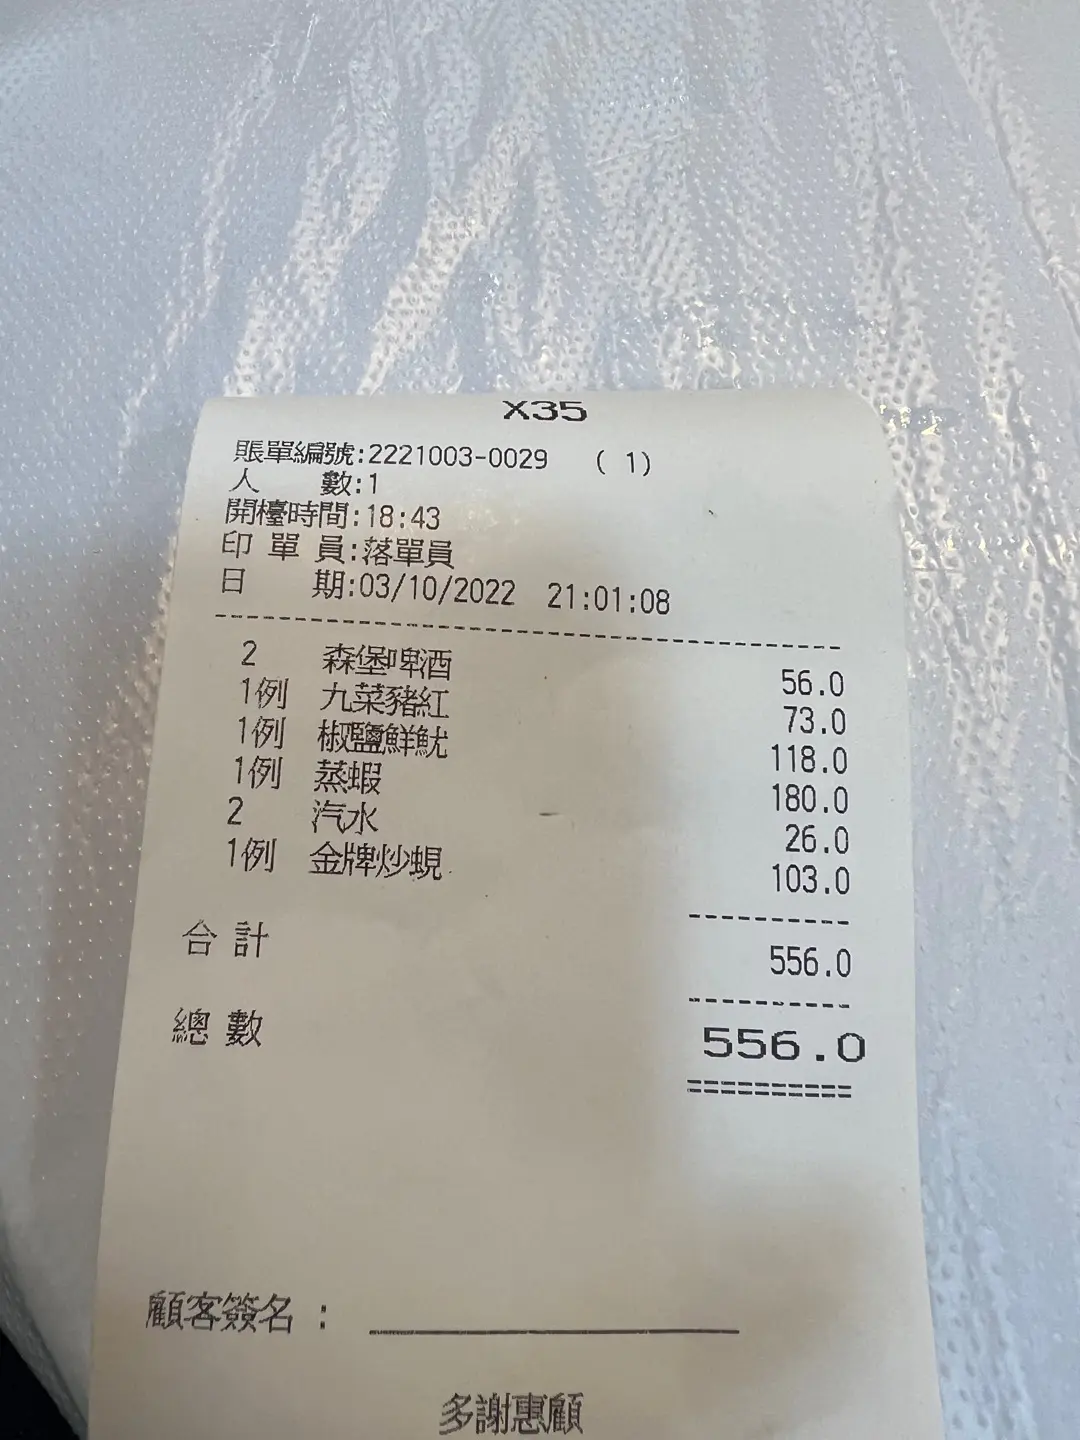 X35
賬單編號:2221003-0029 ( 1)
人 數:1
開檯時間:18:43
印 單 員:落單員
日 期:03/10/2022 21:01:08
2 森堡啤酒 56.0
1例 九菜豬紅 73.0
1例 椒鹽鮮魷 118.0
1例 蒸蝦 180.0
2 汽水 26.0
1例 金牌炒蜆 103.0
合 計 556.0
總 數 556.0
顧客簽名 :
多謝惠顧